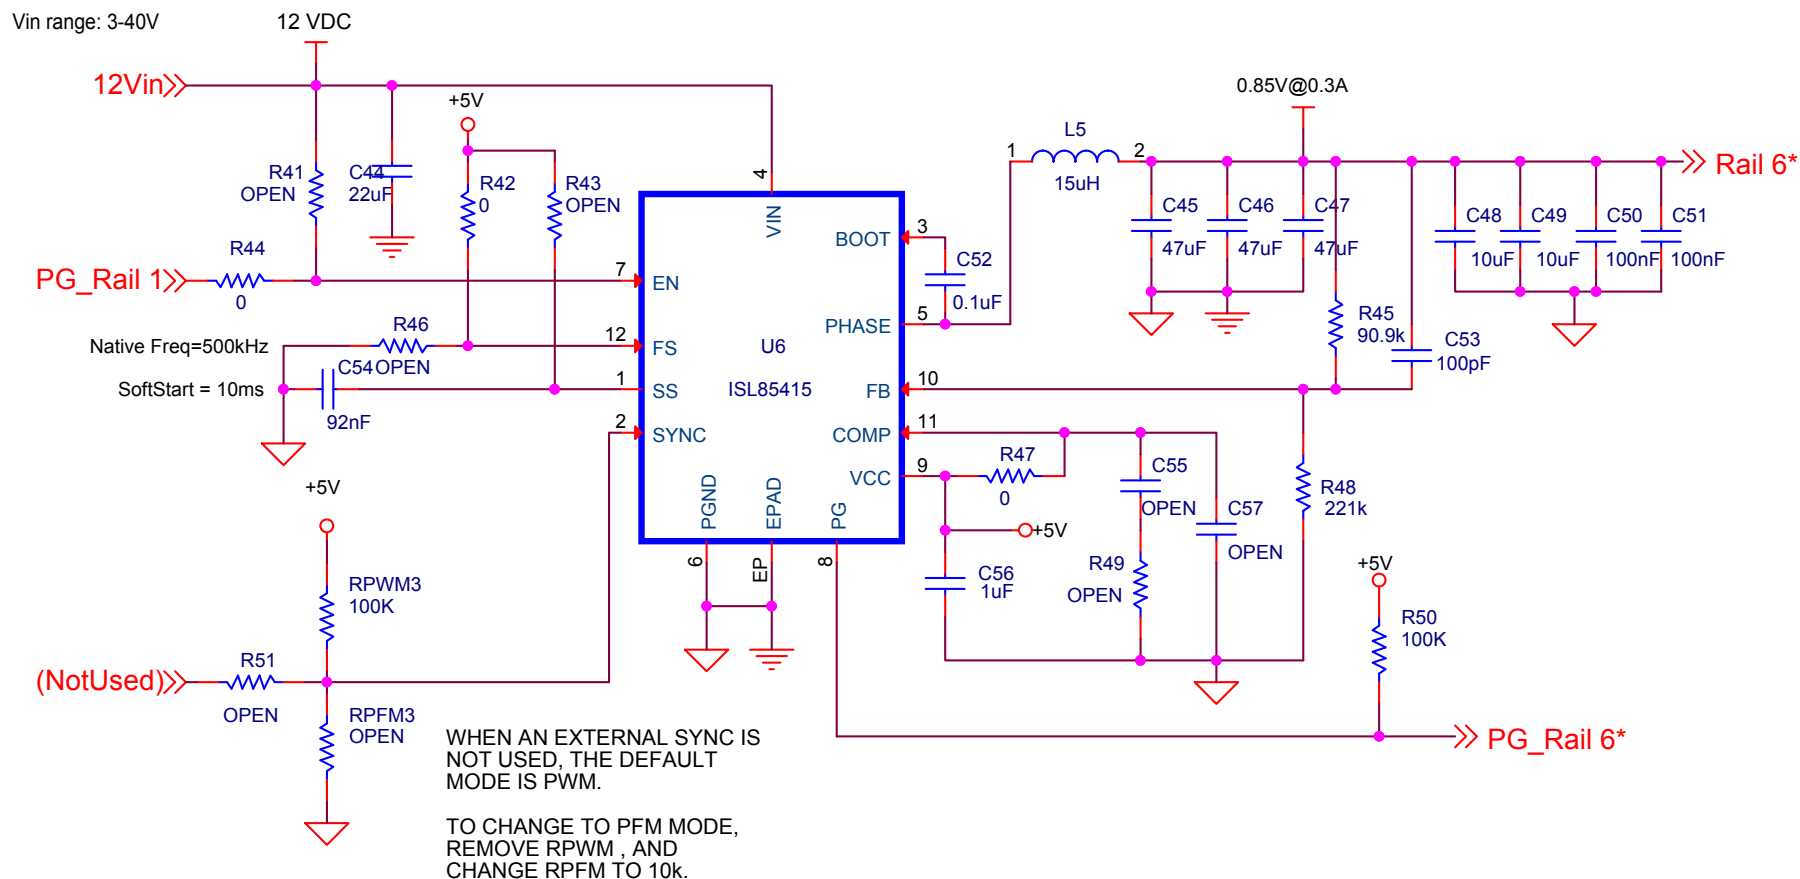 Vin range: 3-40V
12 VDC
12Vin
+5V
0.85V@0.3A
L5
1
2
15uH
Rail 6*
R41
OPEN
C44
22uF
R42
0
R43
OPEN
4
VIN
C45
47uF
C46
47uF
C47
47uF
C48
10uF
C49
10uF
C50
100nF
C51
100nF
BOOT
3
C52
0.1uF
R44
0
PG_Rail 1
7
EN
PHASE
5
R45
90.9k
C53
100pF
Native Freq=500kHz
R46
OPEN
12
FS
U6
ISL85415
SoftStart = 10ms
C54
92nF
1
SS
FB
10
2
SYNC
COMP
11
VCC
9
R47
0
C55
OPEN
C57
OPEN
R48
221k
PGND
EPAD
PG
6
EP
8
+5V
+5V
C56
1uF
R49
OPEN
+5V
R50
100K
RPWM3
100K
(NotUsed)
R51
OPEN
RPFM3
OPEN
PG_Rail 6*
WHEN AN EXTERNAL SYNC IS
NOT USED, THE DEFAULT
MODE IS PWM.
TO CHANGE TO PFM MODE,
REMOVE RPWM , AND
CHANGE RPFM TO 10k.